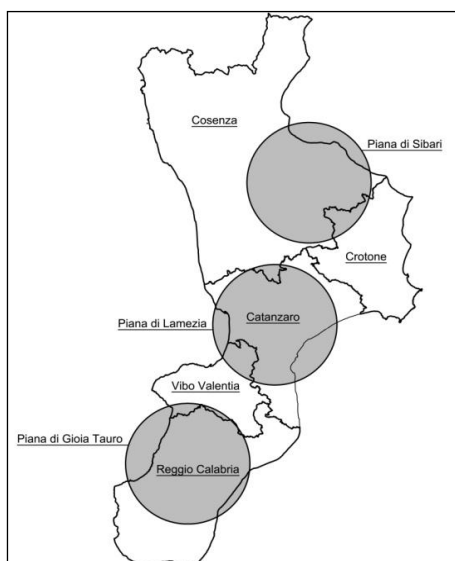 Cosenza
Piana di Sibari
Crotone
Catanzaro
Piana di Lamezia
Vibo Valentia
Piana di Gioia Tauro
Reggio Calabria